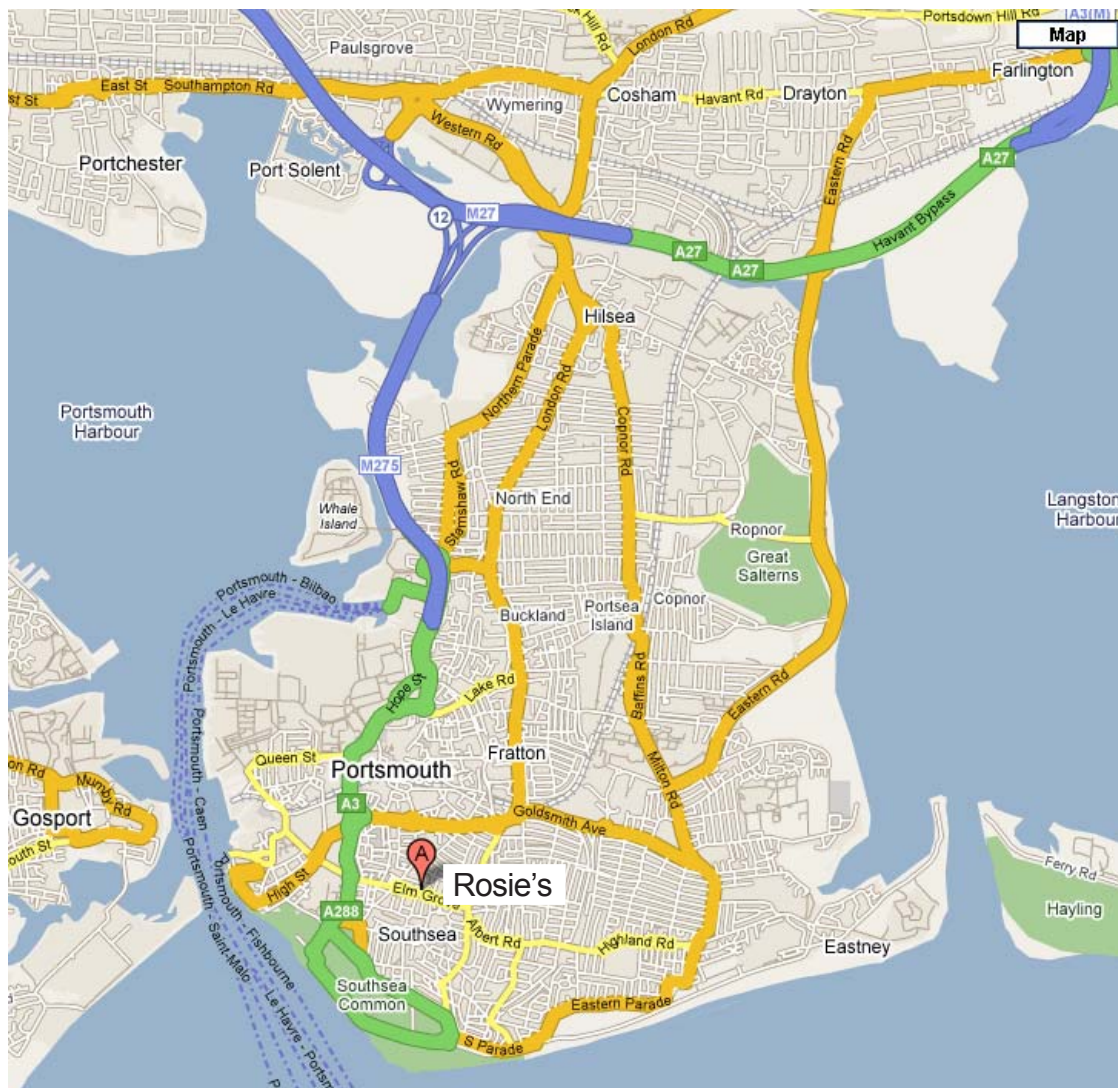 A3(M)
Portsdown Hill Rd
Map
Paulsgrove
London Rd
Hill Rd
Farlington
East St
Southampton Rd
Cosham
Havant Rd
Drayton
Wymering
Western Rd
Portchester
Port Solent
Eastern Rd
A27
12
M27
Havant Bypass
A27
A27
Hilsea
Northern Parade
London Rd
Copnor Rd
Portsmouth
Harbour
M275
Stamshaw Rd
North End
Whale
Island
Langston
Harbour
Ropnor
Great
Salterns
Portsmouth - Bilbao
Portsmouth - Le Havre
Buckland
Portsea
Island
Copnor
Hope St
Lake Rd
Baffins Rd
Eastern Rd
Portsmouth - Caen
Queen St
Portsmouth
Fratton
Milton Rd
Mumby Rd
Gosport
A3
Goldsmith Ave
A
High St
Elm Grove
Rosie's
Ferry Rd
Hayling
A288
Southsea
Albert Rd
Highland Rd
Eastney
Portsmouth - Saint-Malo
Portsmouth - Fishbourne
Southsea
Common
Eastern Parade
S Parade